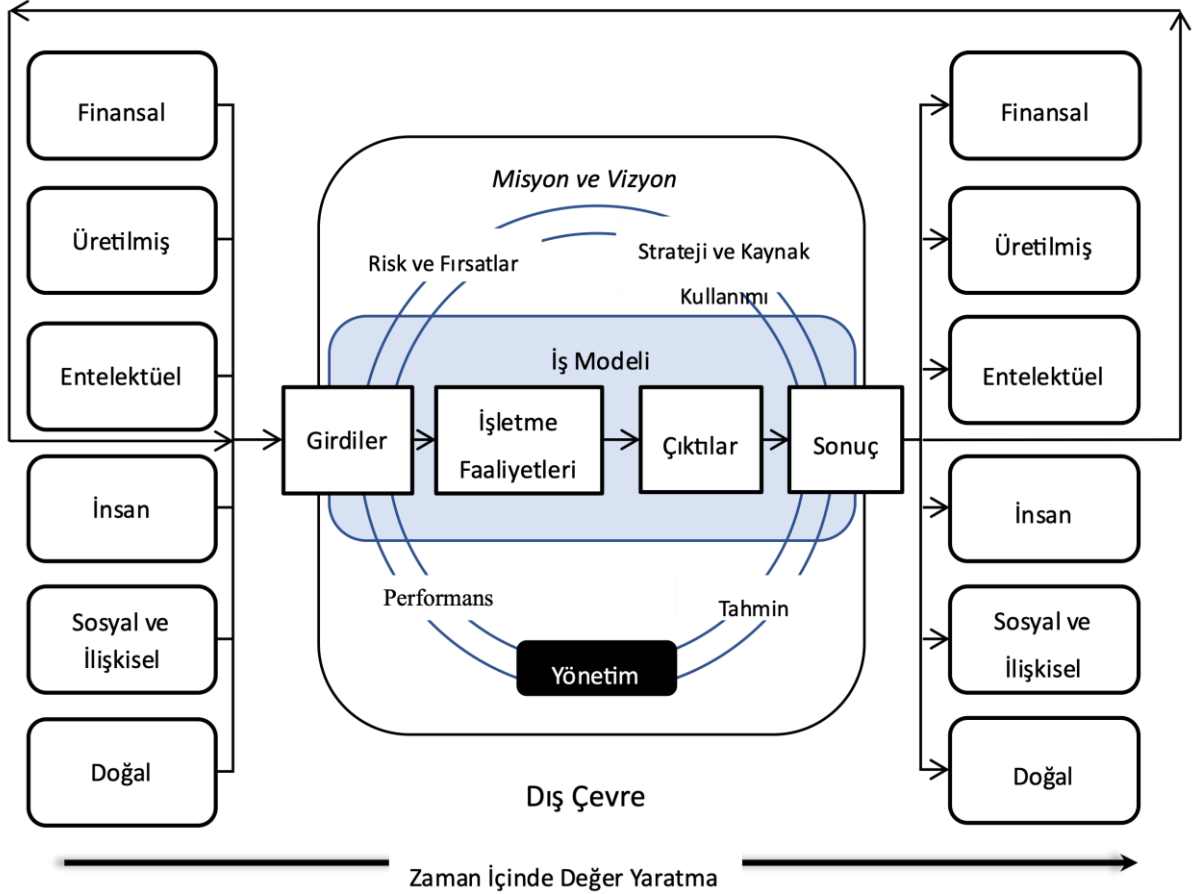 Finansal
Üretilmiş
Entelektüel
İnsan
Sosyal ve
İlişkisel
Doğal
Misyon ve Vizyon
Risk ve Fırsatlar
Strateji ve Kaynak
Kullanımı
İş Modeli
Girdiler
İşletme
Faaliyetleri
Çıktılar
Sonuç
Performans
Tahmin
Yönetim
Dış Çevre
Finansal
Üretilmiş
Entelektüel
İnsan
Sosyal ve
İlişkisel
Doğal
Zaman İçinde Değer Yaratma